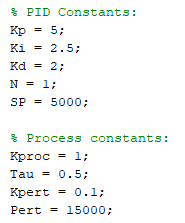 % PID Constants:
Kp = 5;
Ki = 2.5;
Kd = 2;
N = 1;
SP = 5000;
% Process constants:
Kproc = 1;
Tau = 0.5;
Kpert = 0.1;
Pert = 15000;